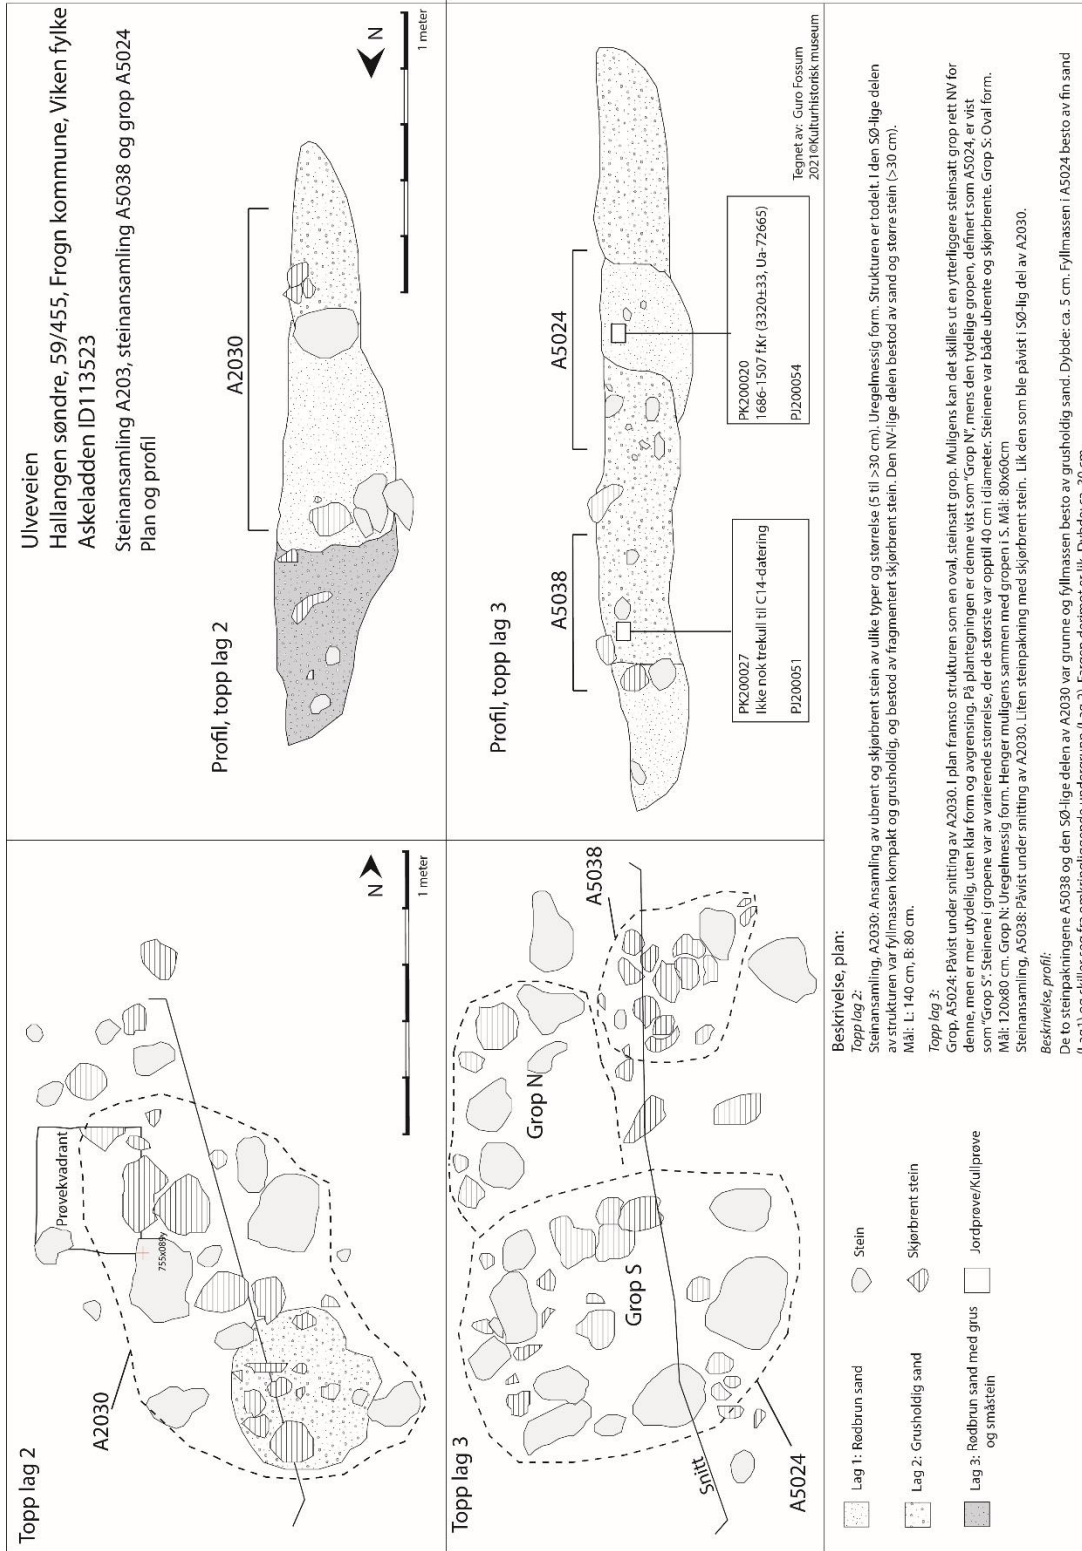 Ulveveien
Hallangen søndre, 59/455, Frogn kommune, Viken fylke
Askeladden ID113523
Steinansamling A203, steinansamling A5038 og grop A5024
Plan og profil
Topp lag 2
A2030
Prøvekvadrant
755x089y
N
1 meter
Profil, topp lag 2
A2030
N
1 meter
Topp lag 3
Grop N
Grop S
Snitt
A5024
A5038
Profil, topp lag 3
A5038
A5024
PK200027
Ikke nok trekull til C14-datering
PJ200051
PK200020
1686-1507 f.Kr (3320±33, Ua-72665)
PJ200054
Tegnet av: Guro Fossum
2021©Kulturhistorisk museum
Lag 1: Rødbrun sand
Lag 2: Grusholdig sand
Lag 3: Rødbrun sand med grus
og småstein
Stein
Skjørbrent stein
Jordprøve/Kullprøve
Beskrivelse, plan:
Topp lag 2:
Steinansamling, A2030: Ansamling av ubrent og skjørbrent stein av ulike typer og størrelse (5 til >30 cm). Uregelmessig form. Strukturen er todelt. I den SØ-lige delen
av strukturen var fyllmassen kompakt og grusholdig, og bestod av fragmentert skjørbrent stein. Den NV-lige delen bestod av sand og større stein (>30 cm).
Mål: L: 140 cm, B: 80 cm.
Topp lag 3:
Grop, A5024: Påvist under snitting av A2030. I plan framsto strukturen som en oval, steinsatt grop. Muligens kan det skilles ut en ytterliggere steinsatt grop rett NV for
denne, men er mer utydelig, uten klar form og avgrensing. På plantegningen er denne vist som "Grop N", mens den tydelige gropen, definert som A5024, er vist
som "Grop S". Steinene i gropene var av varierende størrelse, der de største var opptil 40 cm i diameter. Steinene var både ubrente og skjørbrente. Grop S: Oval form.
Mål: 120x80 cm. Grop N: Uregelmessig form. Henger muligens sammen med gropen i S. Mål: 80x60cm
Steinansamling, A5038: Påvist under snitting av A2030. Liten steinpakning med skjørbrent stein. Lik den som ble påvist i SØ-lig del av A2030.
Beskrivelse, profil:
De to steinpakningene A5038 og den SØ-lige delen av A2030 var grunne og fyllmassen besto av grusholdig sand. Dybde: ca. 5 cm. Fyllmassen i A5024 besto av fin sand